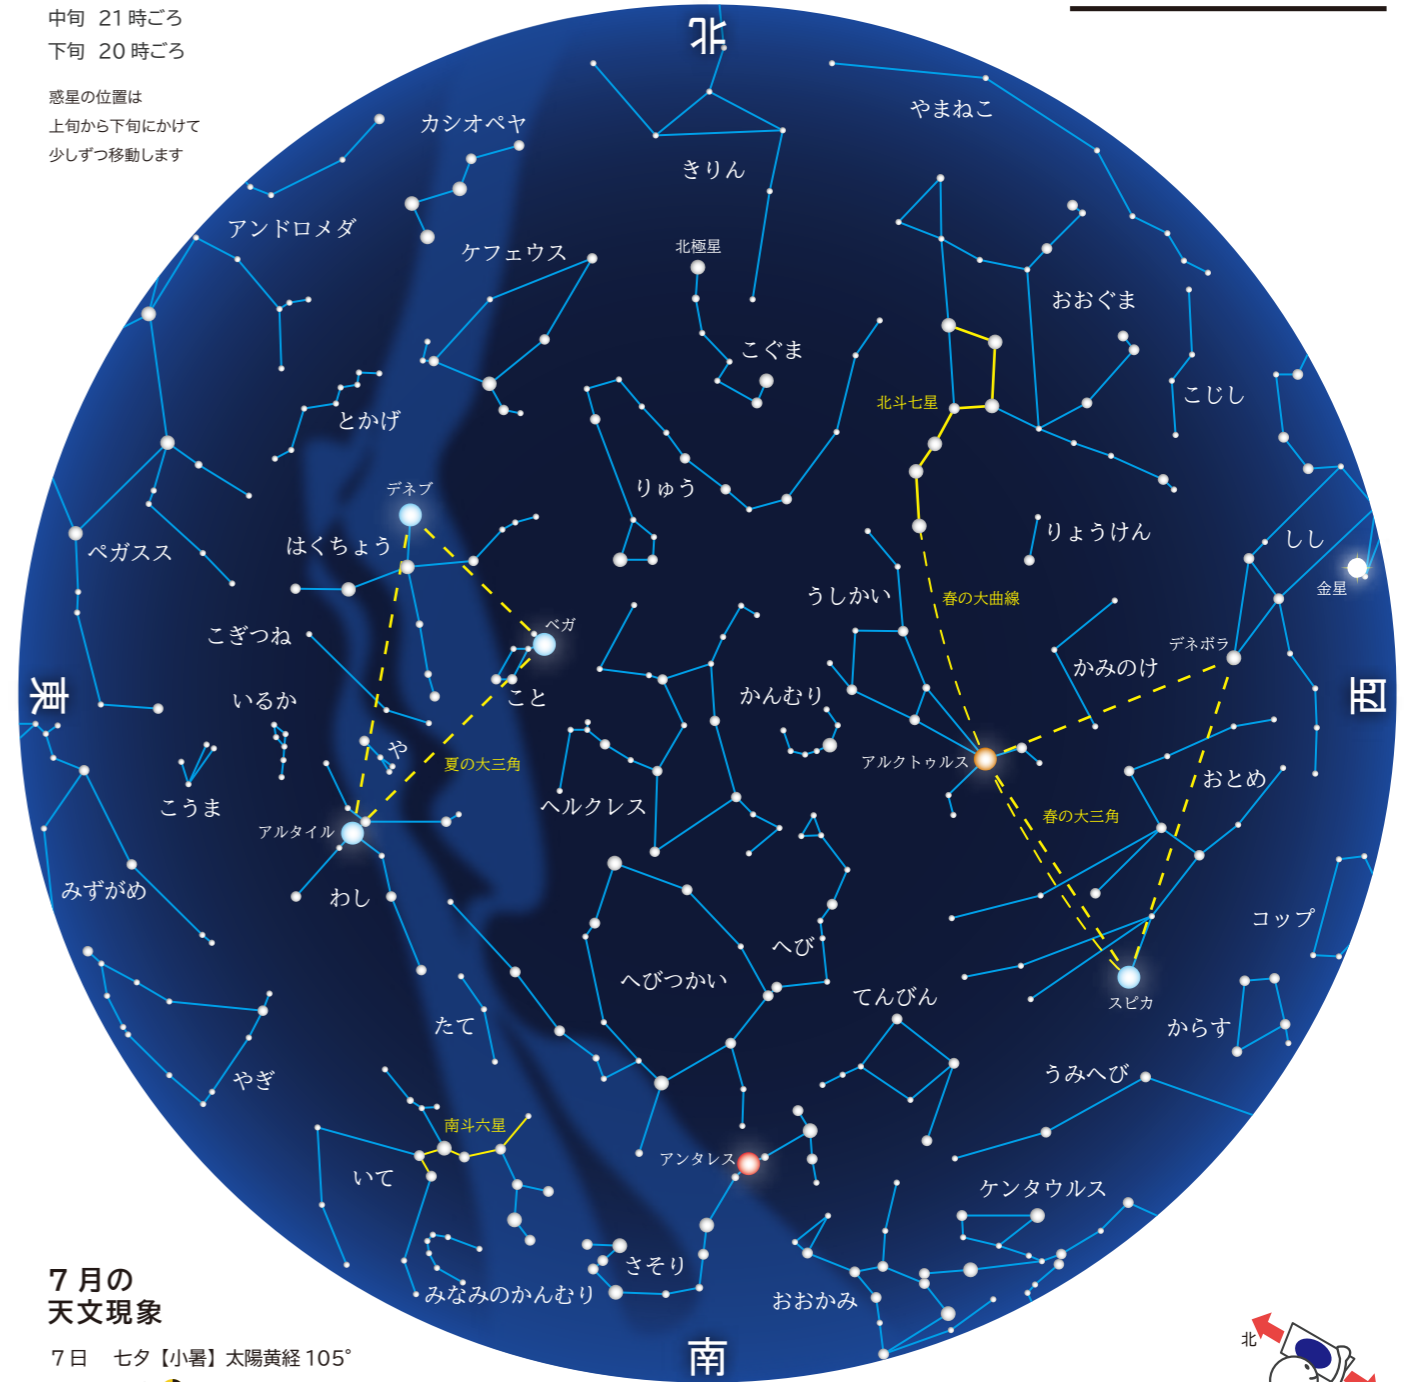 中旬 21時ごろ
下旬 20時ごろ
惑星の位置は
上旬から下旬にかけて
少しずつ移動します
北
やまねこ
カシオペヤ
きりん
アンドロメダ
ケフェウス
北極星
おおぐま
こぐま
こじし
北斗七星
とかげ
りゅう
デネブ
りょうけん
しし
はくちょう
ペガスス
金星
うしかい
春の大曲線
ベガ
こぎつね
デネボラ
かみのけ
東
いるか
こと
かんむり
西
や
夏の大三角
アルクトゥルス
おとめ
こうま
ヘルクレス
春の大三角
アルタイル
みずがめ
わし
コップ
へび
へびつかい
てんびん
スピカ
たて
からす
うみへび
やぎ
南斗六星
アンタレス
いて
ケンタウルス
さそり
みなみのかんむり
おおかみ
南
7月の
天文現象
7日 七夕【小暑】太陽黄経105°
北